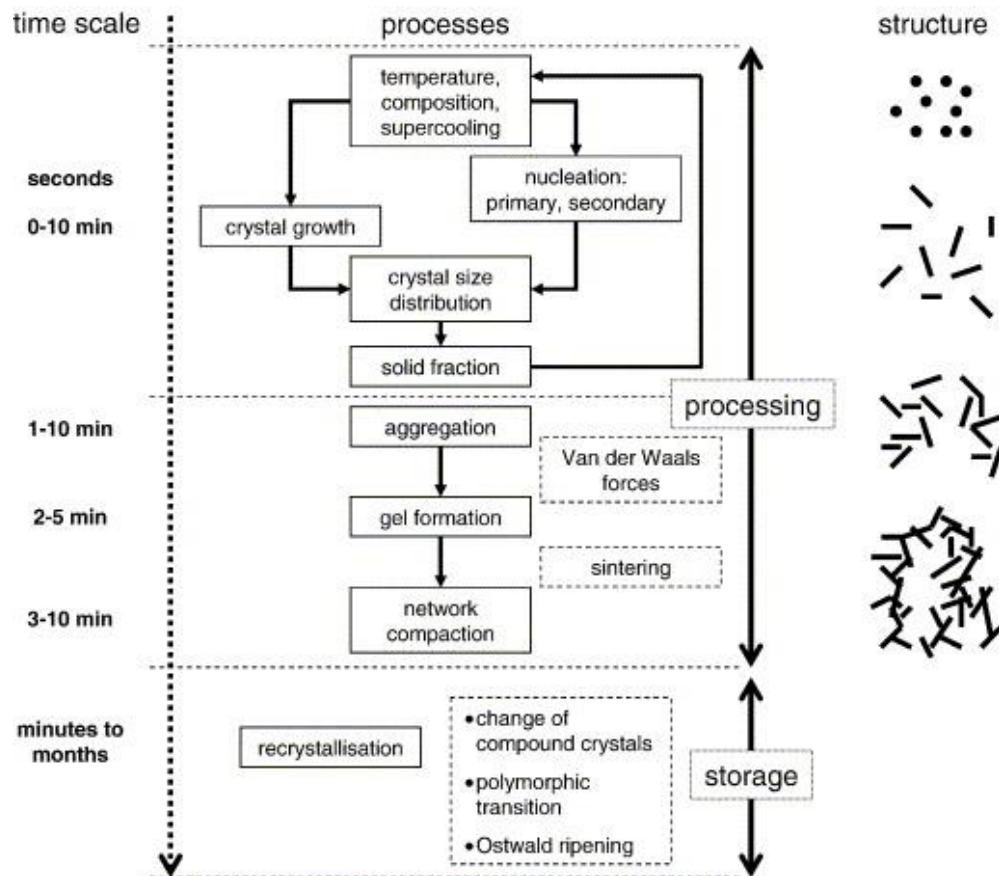 time scale
processes
structure
temperature,
composition,
supercooling
seconds
nucleation:
primary, secondary
0-10 min
crystal growth
crystal size
distribution
solid fraction
processing
1-10 min
aggregation
Van der Waals
forces
2-5 min
gel formation
sintering
3-10 min
network
compaction
minutes to
months
recrystallisation
•change of
compound crystals
•polymorphic
transition
•Ostwald ripening
storage